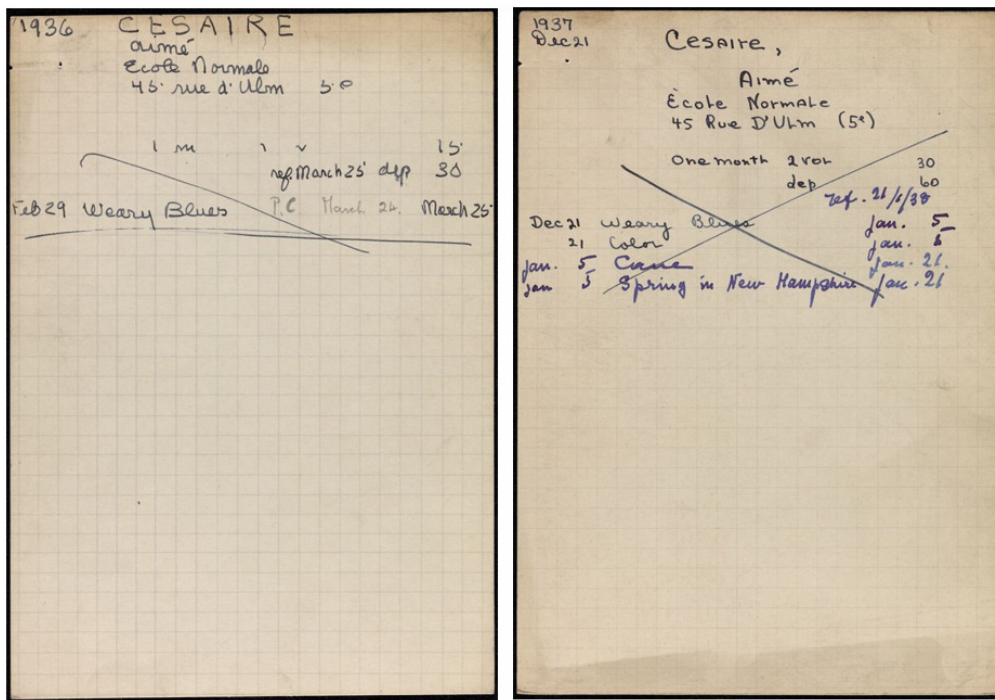 1936 CESAIRE
aimé
Ecole Normale
45 rue d'Ulm 5e
1 m 1 v 15
ref. March 25 dep 30
Feb 29 Weary Blues P.C March 24. March 25
1937
Dec 21
Cesaire,
Aimé
École Normale
45 Rue D'Ulm (5e)
One month 2 vol 30
dep 60
ref. 21/1/38
Dec 21 Weary Blues jan. 5
21 Color jan. 5
jan. 5 Cane jan. 21.
jan 5 Spring in New Hampshire jan. 21